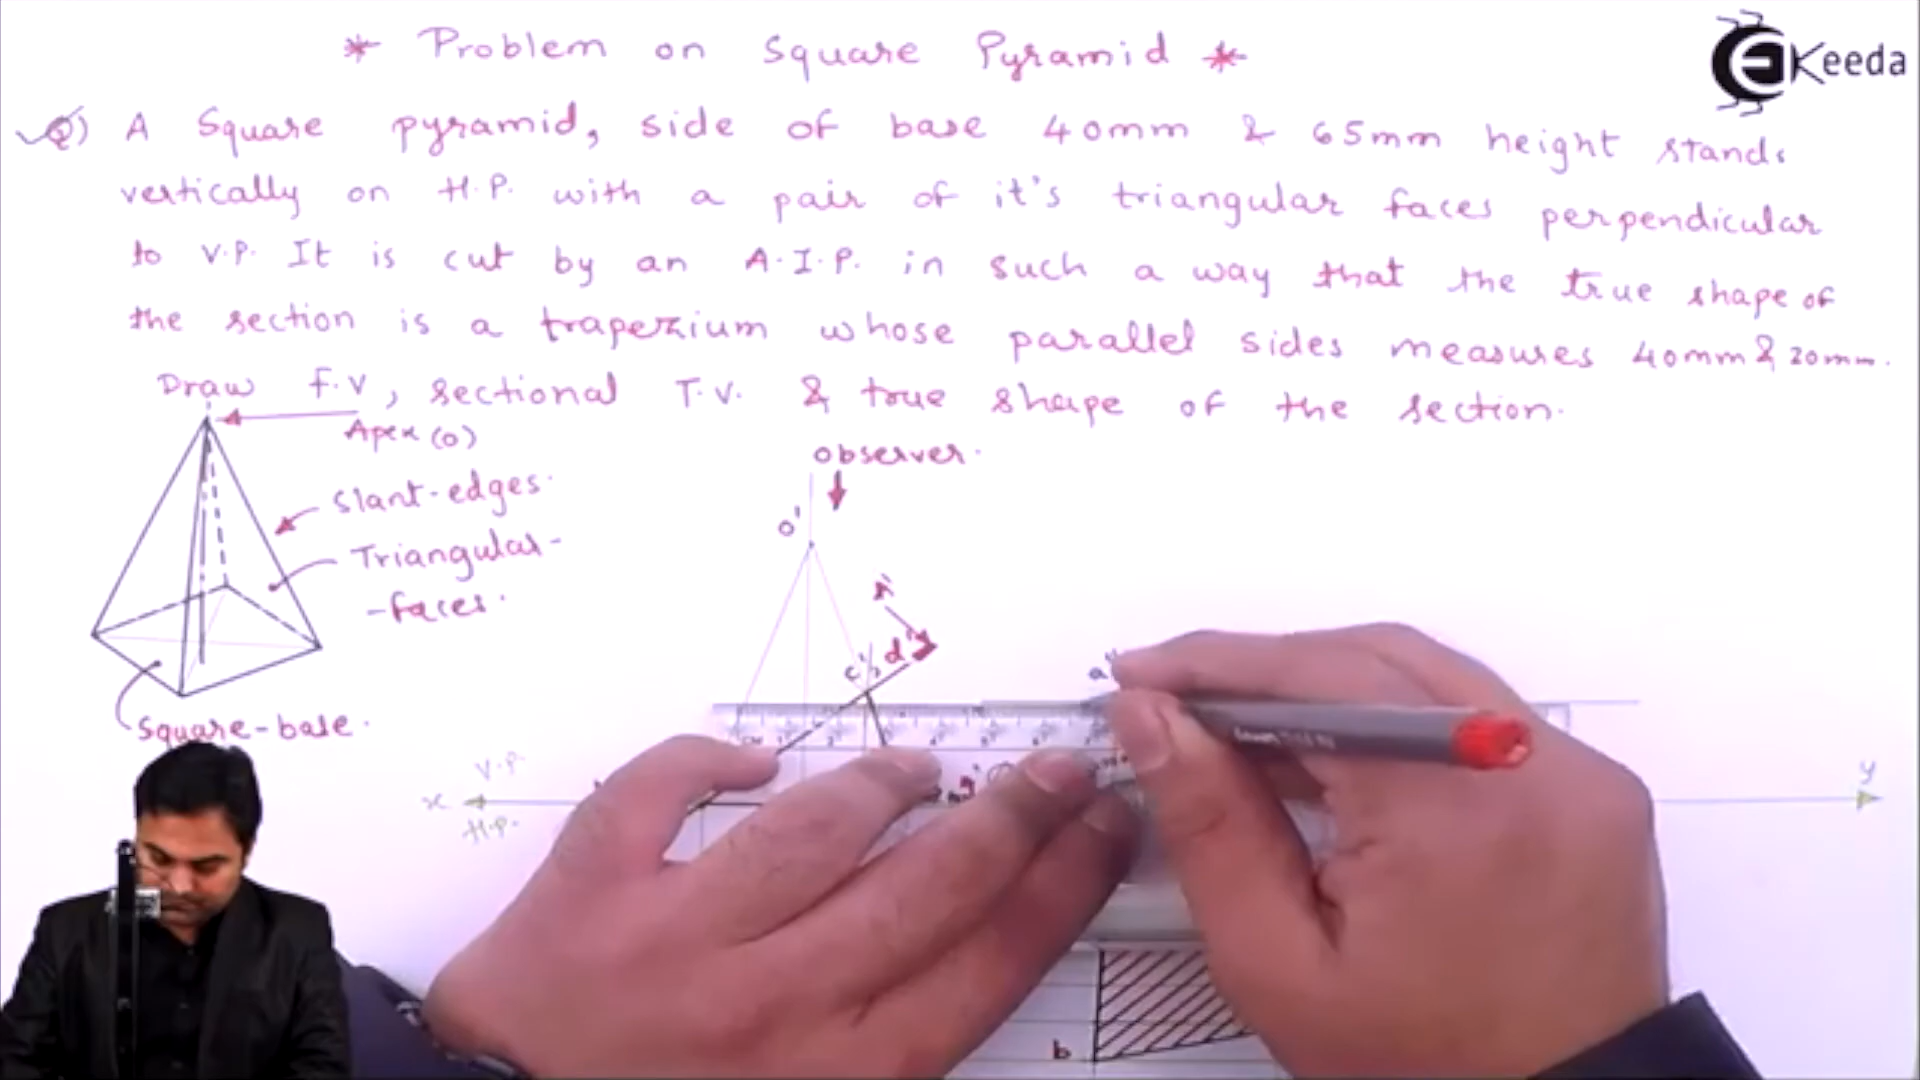 * Problem on Square Pyramid *
Keeda
Q) A Square pyramid, side of base 40mm & 65mm height stands
vertically on H.P. with a pair of it's triangular faces perpendicular
to V.P. It is cut by an A.I.P. in such a way that the true shape of
the section is a trapezium whose parallel sides measures 40mm & 20mm.
Draw F.V, sectional T.V. & true shape of the section.
Apex (o)
Slant-edges.
Triangular-
-faces.
Square-base.
observer.
o'
c' d'
a"
V.P.
x
H.P.
y
b